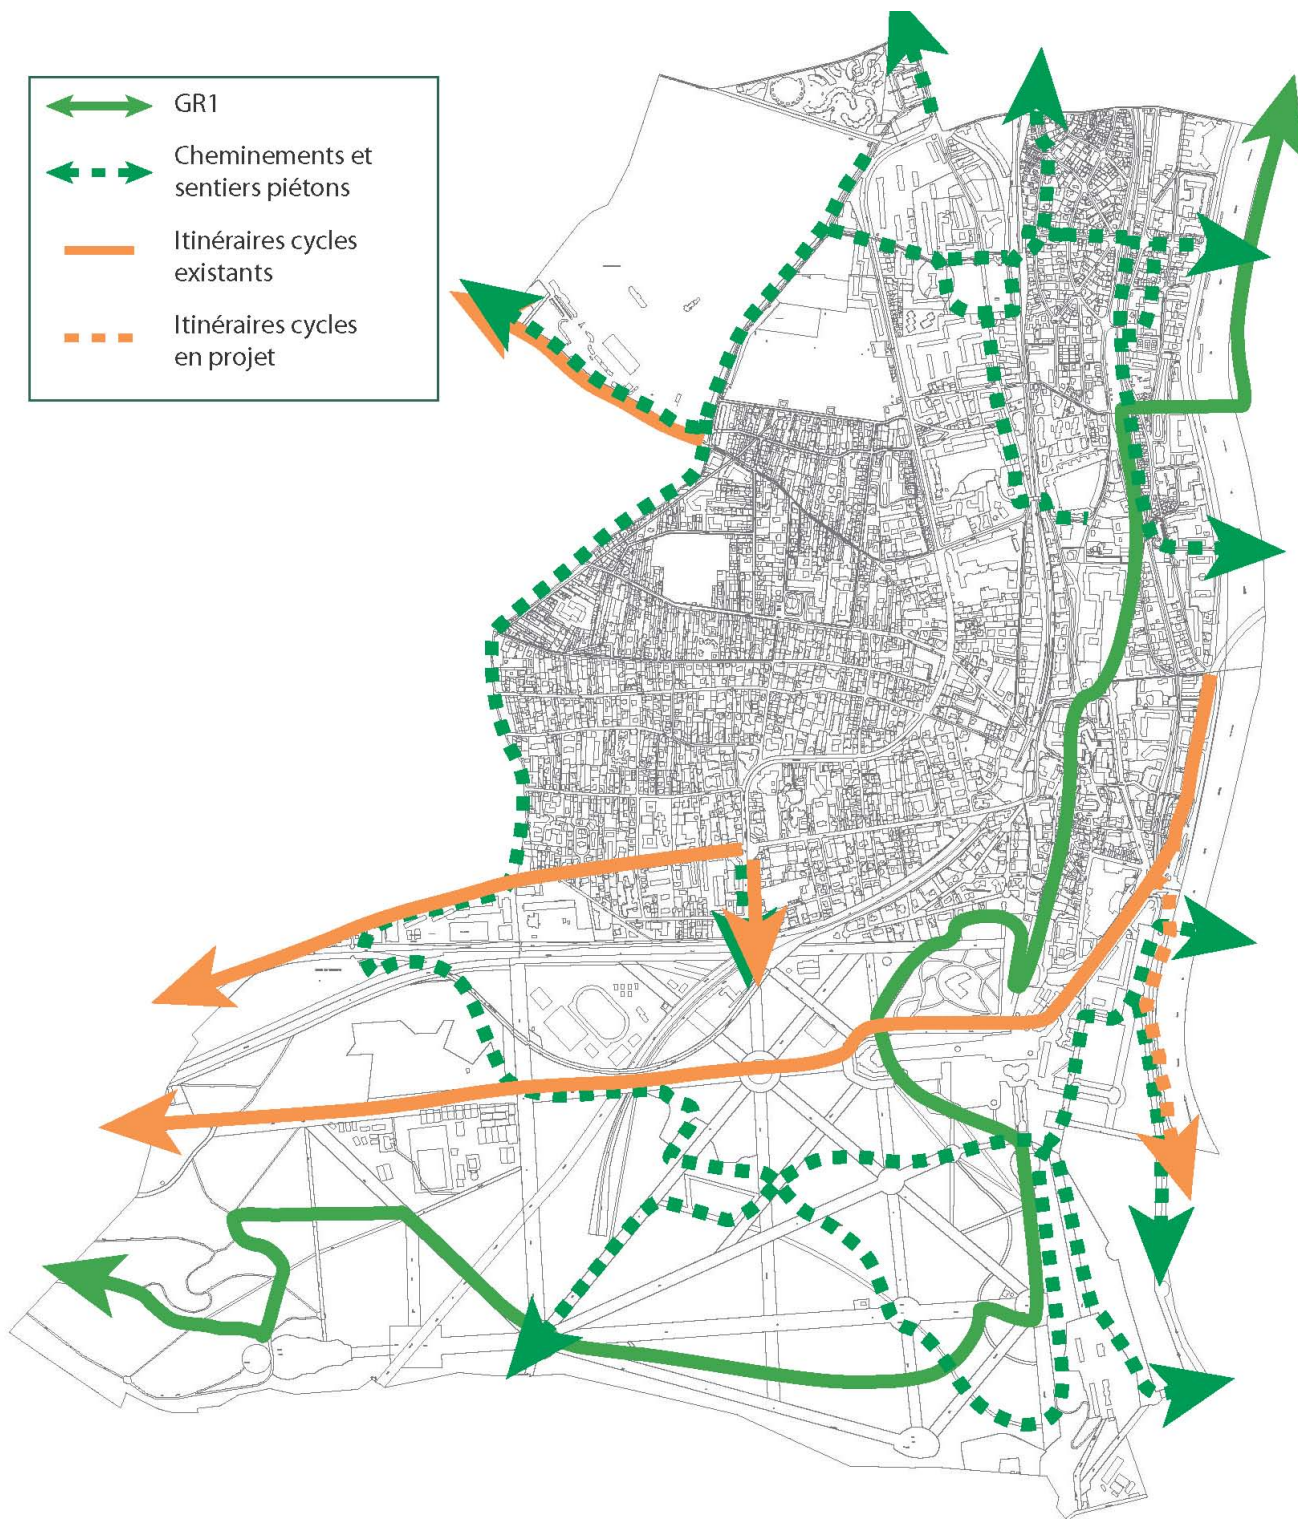 GR1
Cheminements et
sentiers piétons
Itinéraires cycles
existants
Itinéraires cycles
en projet